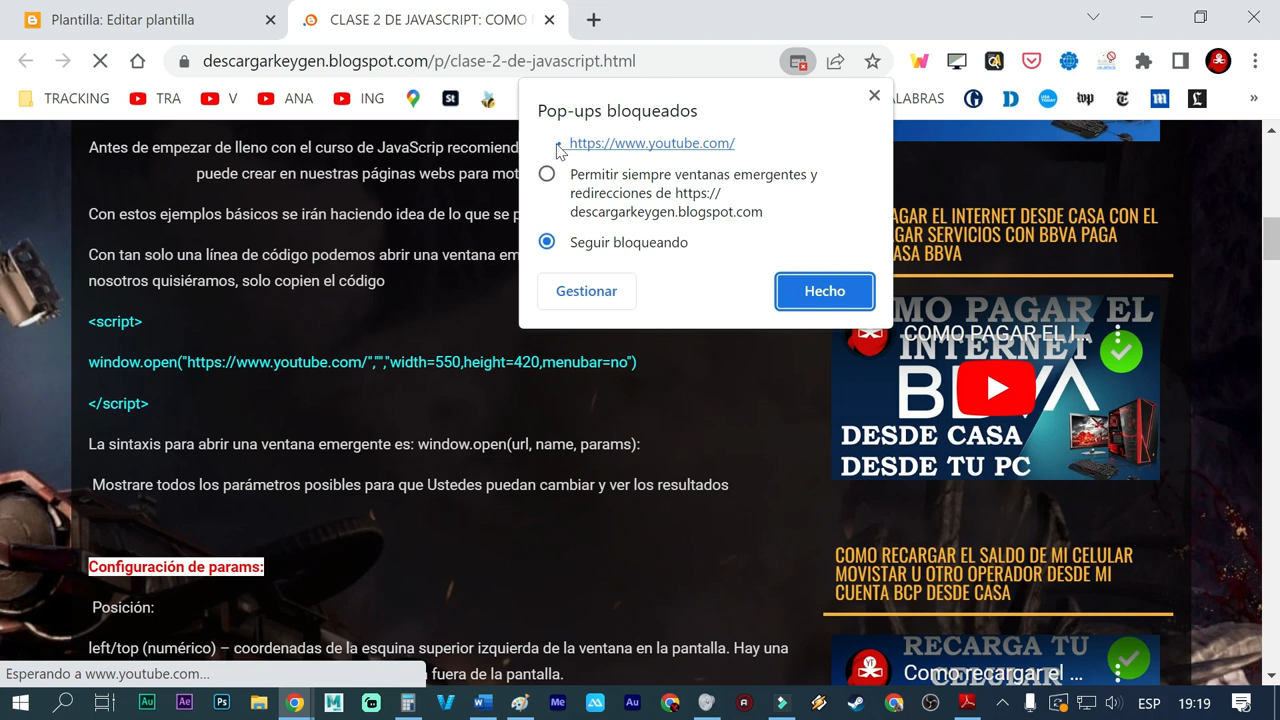 Plantilla: Editar plantilla
CLASE 2 DE JAVASCRIPT: COMO
descargarkeygen.blogspot.com/p/clase-2-de-javascript.html
TRACKING
TRA
V
ANA
ING
St
ALABRAS
Pop-ups bloqueados
https://www.youtube.com/
Permitir siempre ventanas emergentes y
redirecciones de https://
descargarkeygen.blogspot.com
Seguir bloqueando
Gestionar
Hecho
Antes de empezar de lleno con el curso de JavaScrip recomiend
puede crear en nuestras páginas webs para mot
Con estos ejemplos básicos se irán haciendo idea de lo que se p
Con tan solo una línea de código podemos abrir una ventana em
nosotros quisiéramos, solo copien el código
<script>
window.open("https://www.youtube.com/","","width=550,height=420,menubar=no")
</script>
La sintaxis para abrir una ventana emergente es: window.open(url, name, params):
Mostrare todos los parámetros posibles para que Ustedes puedan cambiar y ver los resultados
Configuración de params:
Posición:
left/top (numérico) – coordenadas de la esquina superior izquierda de la ventana en la pantalla. Hay una
fuera de la pantalla.
Esperando a www.youtube.com...
AGAR EL INTERNET DESDE CASA CON EL
GAR SERVICIOS CON BBVA PAGA
ASA BBVA
MO PAGAR EL
COMO PAGAR EL I...
INTERNET
BBVA
DESDE CASA
DESDE TU PC
COMO RECARGAR EL SALDO DE MI CELULAR
MOVISTAR U OTRO OPERADOR DESDE MI
CUENTA BCP DESDE CASA
RECARGA TU
Como recargar el ...
CELULAR
ESP
19:19